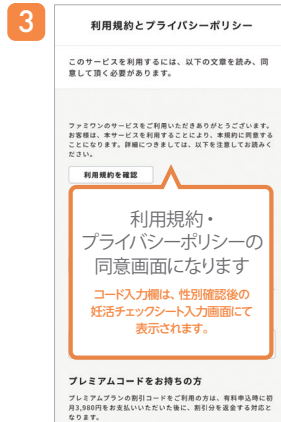 3
利用規約とプライバシーポリシー
このサービスを利用するには、以下の文章を読み、同
意して頂く必要があります。
ファミワンのサービスをご利用いただきありがとうございます。
お客様は、本サービスを利用することにより、本規約に同意する
ことになります。詳細につきましては、以下を注意してお読みく
ださい。
利用規約を確認
利用規約・
プライバシーポリシーの
同意画面になります
コード入力欄は、性別確認後の
妊活チェックシート入力画面にて
表示されます。
プレミアムコードをお持ちの方
プレミアムプランの割引コードをご利用の方は、有料申込時に初
月3,980円をお支払いいただいた後に、割引分を返金する対応と
なります。